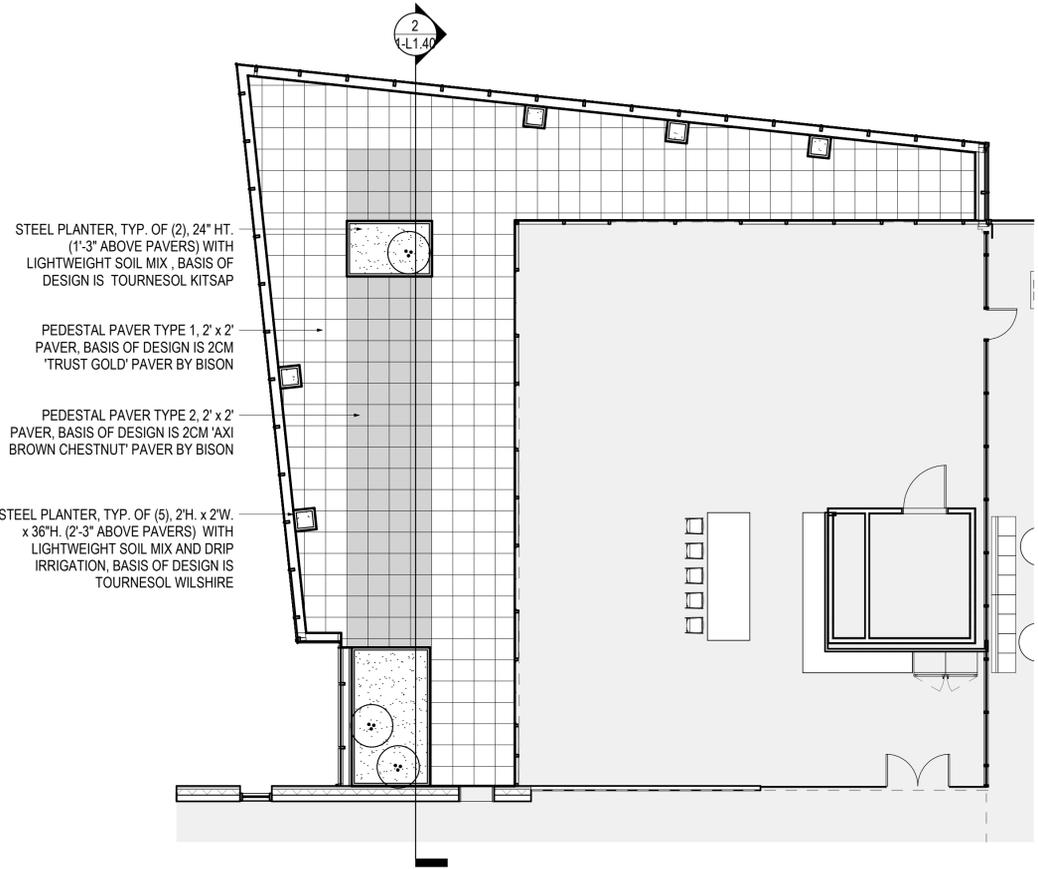 2
1-L1.40
STEEL PLANTER, TYP. OF (2), 24" HT.
(1'-3" ABOVE PAVERS) WITH
LIGHTWEIGHT SOIL MIX , BASIS OF
DESIGN IS TOURNESOL KITSAP
PEDESTAL PAVER TYPE 1, 2' x 2'
PAVER, BASIS OF DESIGN IS 2CM
'TRUST GOLD' PAVER BY BISON
PEDESTAL PAVER TYPE 2, 2' x 2'
PAVER, BASIS OF DESIGN IS 2CM 'AXI
BROWN CHESTNUT' PAVER BY BISON
STEEL PLANTER, TYP. OF (5), 2'H. x 2'W.
x 36"H. (2'-3" ABOVE PAVERS) WITH
LIGHTWEIGHT SOIL MIX AND DRIP
IRRIGATION, BASIS OF DESIGN IS
TOURNESOL WILSHIRE